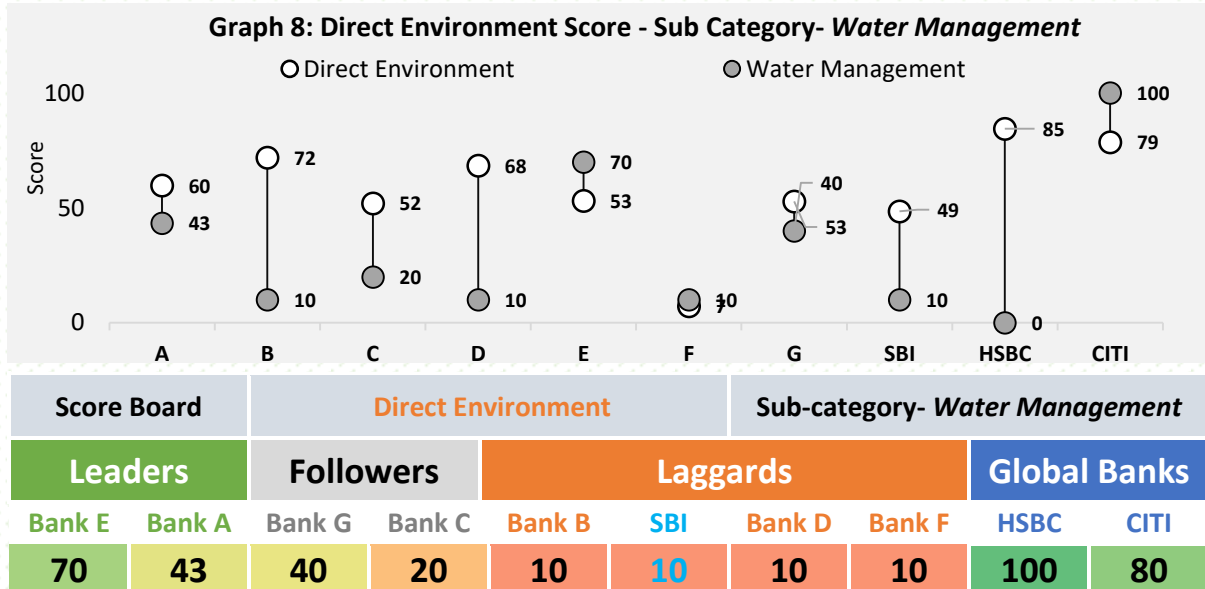 Graph 8: Direct Environment Score - Sub Category- Water Management
Direct Environment Water Management
Score
100
50
0
60
43
72
10
52
20
68
10
70
53
10
7
40
53
49
10
85
0
100
79
A B C D E F G SBI HSBC CITI
Score Board Direct Environment Sub-category- Water Management
Leaders Followers Laggards Global Banks
Bank E Bank A Bank G Bank C Bank B SBI Bank D Bank F HSBC CITI
70 43 40 20 10 10 10 10 100 80